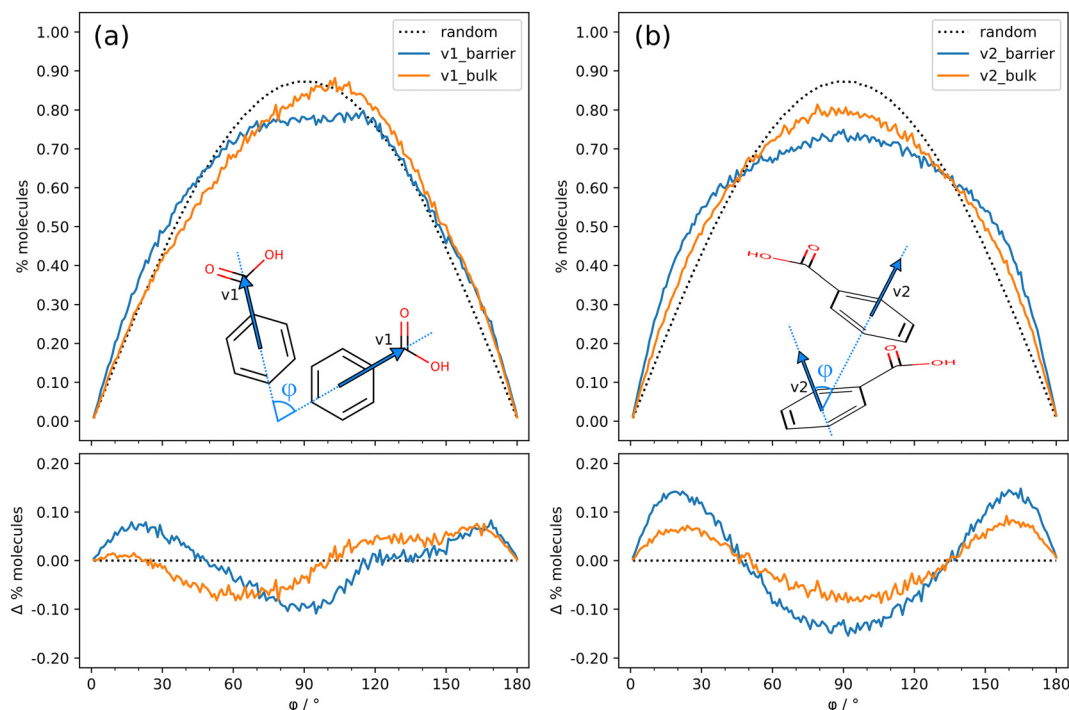 (a)
random
v1_barrier
v1_bulk
% molecules
1.00
0.90
0.80
0.70
0.60
0.50
0.40
0.30
0.20
0.10
0.00
O
OH
v1
v1
O
OH
φ
Δ % molecules
0.20
0.10
0.00
-0.10
-0.20
0
30
60
90
120
150
180
φ / °
(b)
random
v2_barrier
v2_bulk
% molecules
1.00
0.90
0.80
0.70
0.60
0.50
0.40
0.30
0.20
0.10
0.00
HO
O
v2
v2
φ
O
OH
Δ % molecules
0.20
0.10
0.00
-0.10
-0.20
0
30
60
90
120
150
180
φ / °